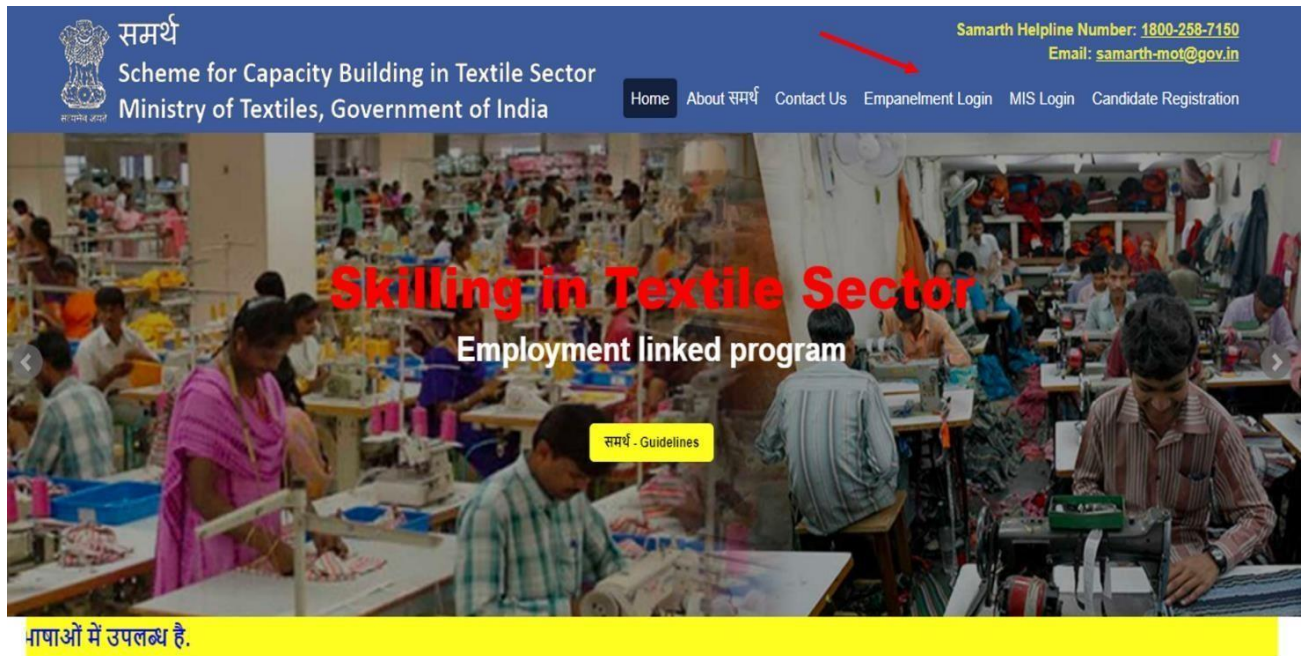 समर्थ
Scheme for Capacity Building in Textile Sector
Ministry of Textiles, Government of India
सत्यमेव जयते
Samarth Helpline Number: 1800-258-7150
Email: samarth-mot@gov.in
Home About समर्थ Contact Us Empanelment Login MIS Login Candidate Registration
Skilling in Textile Sector
Employment linked program
समर्थ - Guidelines
भाषाओं में उपलब्ध है.